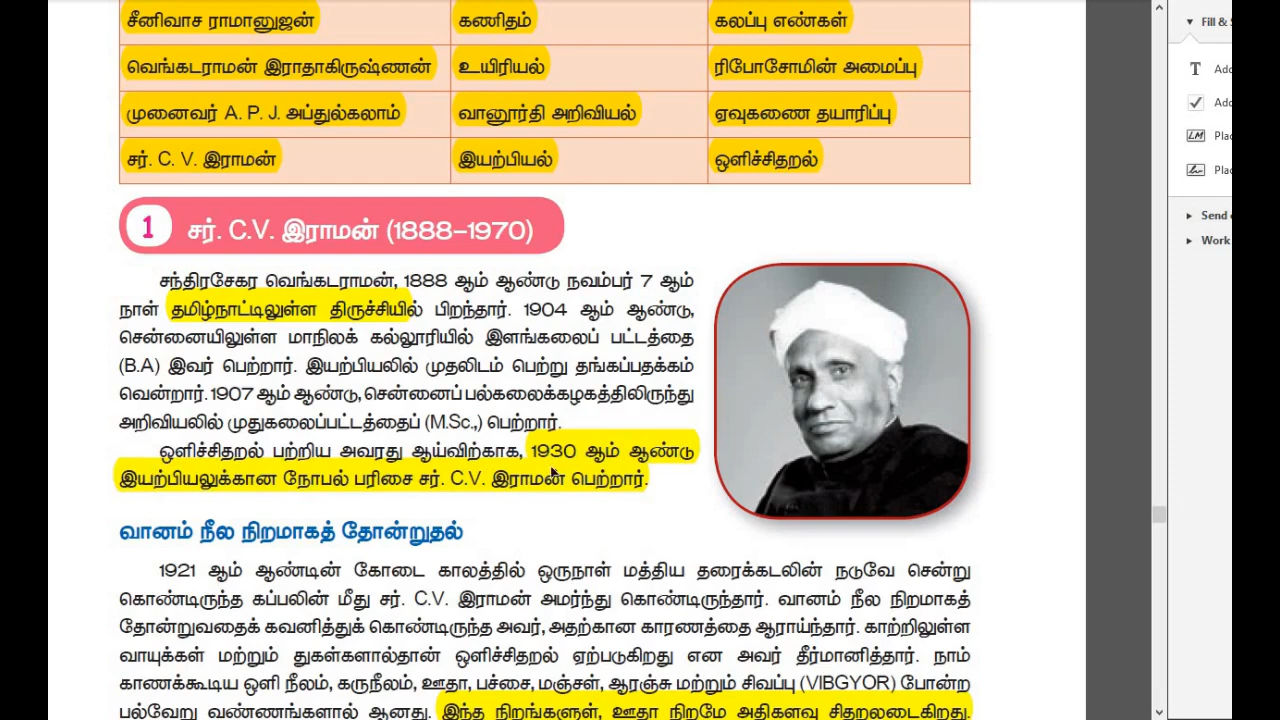 சீனிவாச ராமானுஜன் கணிதம் கலப்பு எண்கள்
வெங்கடராமன் இராதாகிருஷ்ணன் உயிரியல் ரிபோசோமின் அமைப்பு
முனைவர் A. P. J. அப்துல்கலாம் வானூர்தி அறிவியல் ஏவுகணை தயாரிப்பு
சர். C. V. இராமன் இயற்பியல் ஒளிச்சிதறல்
1 சர். C.V. இராமன் (1888–1970)
சந்திரசேகர வெங்கடராமன், 1888 ஆம் ஆண்டு நவம்பர் 7 ஆம்
நாள் தமிழ்நாட்டிலுள்ள திருச்சியில் பிறந்தார். 1904 ஆம் ஆண்டு,
சென்னையிலுள்ள மாநிலக் கல்லூரியில் இளங்கலைப் பட்டத்தை
(B.A) இவர் பெற்றார். இயற்பியலில் முதலிடம் பெற்று தங்கப்பதக்கம்
வென்றார். 1907 ஆம் ஆண்டு, சென்னைப் பல்கலைக்கழகத்திலிருந்து
அறிவியலில் முதுகலைப்பட்டத்தைப் (M.Sc.,) பெற்றார்.
ஒளிச்சிதறல் பற்றிய அவரது ஆய்விற்காக, 1930 ஆம் ஆண்டு
இயற்பியலுக்கான நோபல் பரிசை சர். C.V. இராமன் பெற்றார்.
வானம் நீல நிறமாகத் தோன்றுதல்
1921 ஆம் ஆண்டின் கோடை காலத்தில் ஒருநாள் மத்திய தரைக்கடலின் நடுவே சென்று
கொண்டிருந்த கப்பலின் மீது சர். C.V. இராமன் அமர்ந்து கொண்டிருந்தார். வானம் நீல நிறமாகத்
தோன்றுவதைக் கவனித்துக் கொண்டிருந்த அவர், அதற்கான காரணத்தை ஆராய்ந்தார். காற்றிலுள்ள
வாயுக்கள் மற்றும் துகள்களால்தான் ஒளிச்சிதறல் ஏற்படுகிறது என அவர் தீர்மானித்தார். நாம்
காணக்கூடிய ஒளி நீலம், கருநீலம், ஊதா, பச்சை, மஞ்சள், ஆரஞ்சு மற்றும் சிவப்பு (VIBGYOR) போன்ற
பல்வேறு வண்ணங்களால் ஆனது. இந்த நிறங்களுள், ஊதா நிறமே அதிகளவு சிதறலடைகிறது.
Fill &
T Add
Add
Plac
Plac
Send
Work